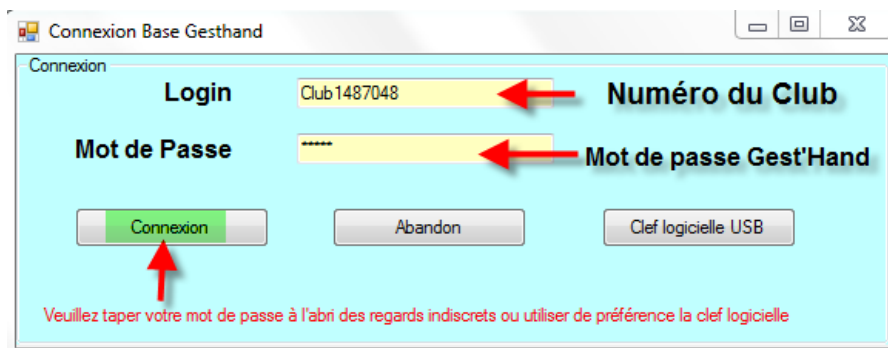 Connexion Base Gesthand
Connexion
Login Club1487048 Numéro du Club
Mot de Passe ***** Mot de passe Gest'Hand
Connexion Abandon Clef logicielle USB
Veuillez taper votre mot de passe à l'abri des regards indiscrets ou utiliser de préférence la clef logicielle